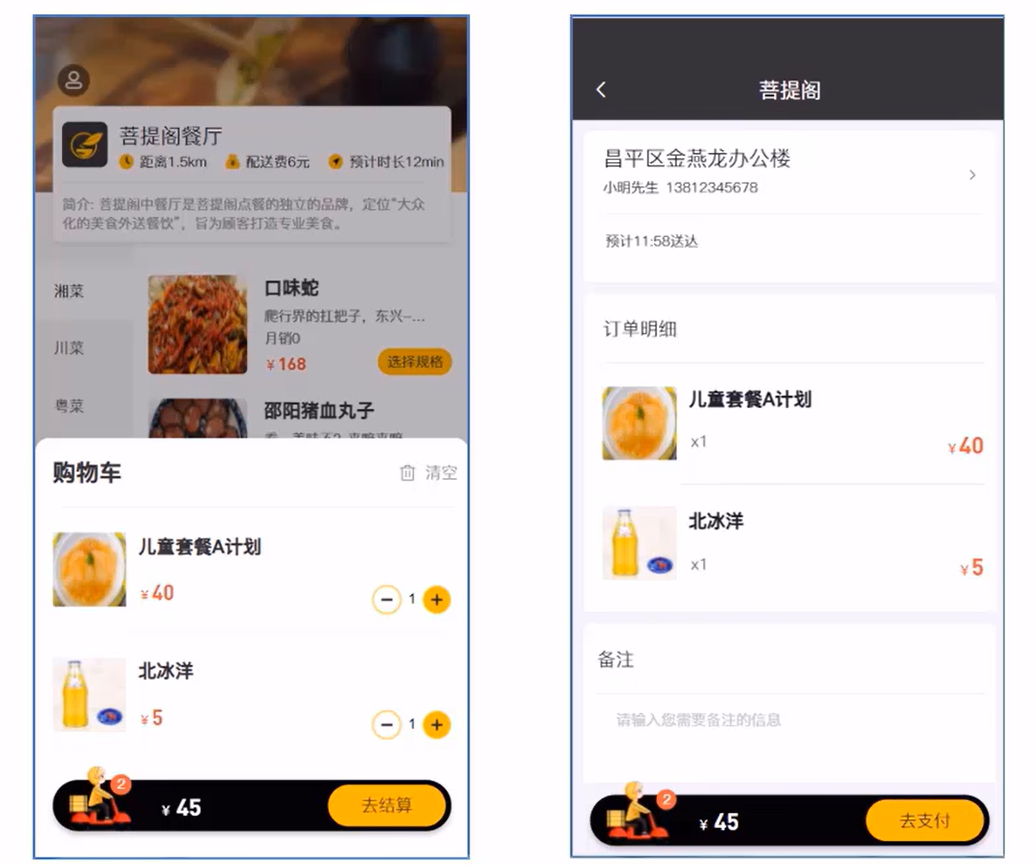 菩提阁餐厅
距离1.5km 配送费6元 预计时长12min
简介: 菩提阁中餐厅是菩提阁点餐的独立的品牌，定位“大众
化的美食外送餐饮”，旨为顾客打造专业美食。
湘菜
川菜
粤菜
口味蛇
爬行界的扛把子，东兴-...
月销0
¥168
选择规格
邵阳猪血丸子
购物车
清空
儿童套餐A计划
¥40
1
北冰洋
¥5
1
2
¥45
去结算
菩提阁
昌平区金燕龙办公楼
小明先生 13812345678
预计11:58送达
订单明细
儿童套餐A计划
x1
¥40
北冰洋
x1
¥5
备注
请输入您需要备注的信息
2
¥45
去支付